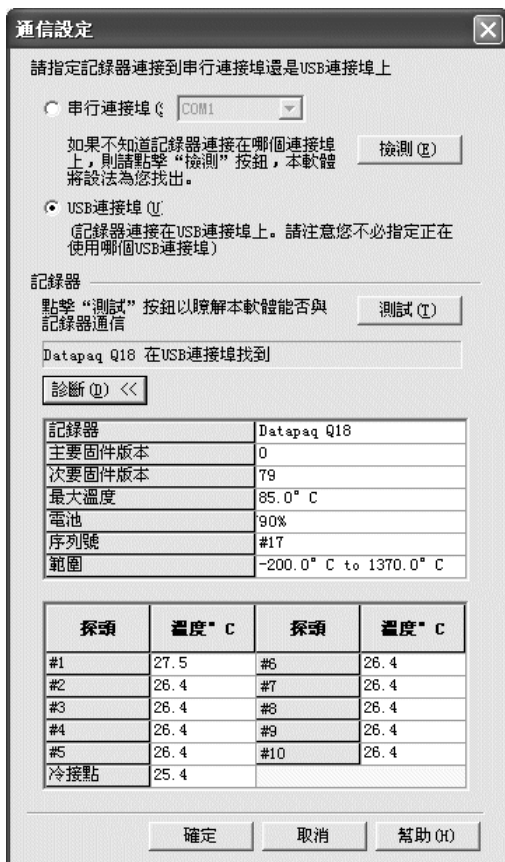 通信設定
請指定記錄器連接到串行連接埠還是USB連接埠上
串行連接埠 (
COM1
如果不知道記錄器連接在哪個連接埠
上，則請點擊“檢測”按鈕，本軟體
將設法為您找出。
檢測(E)
USB連接埠(U
(記錄器連接在USB連接埠上。請注意您不必指定正在
使用哪個USB連接埠)
記錄器
點擊“測試”按鈕以瞭解本軟體能否與
記錄器通信
測試(T)
Datapaq Q18 在USB連接埠找到
診斷(D) <<
記錄器 Datapaq Q18
主要固件版本 0
次要固件版本 79
最大溫度 85.0° C
電池 90%
序列號 #17
範圍 -200.0° C to 1370.0° C
探頭 溫度° C 探頭 溫度° C
#1 27.5 #6 26.4
#2 26.4 #7 26.4
#3 26.4 #8 26.4
#4 26.4 #9 26.4
#5 26.4 #10 26.4
冷接點 25.4
確定 取消 幫助(H)